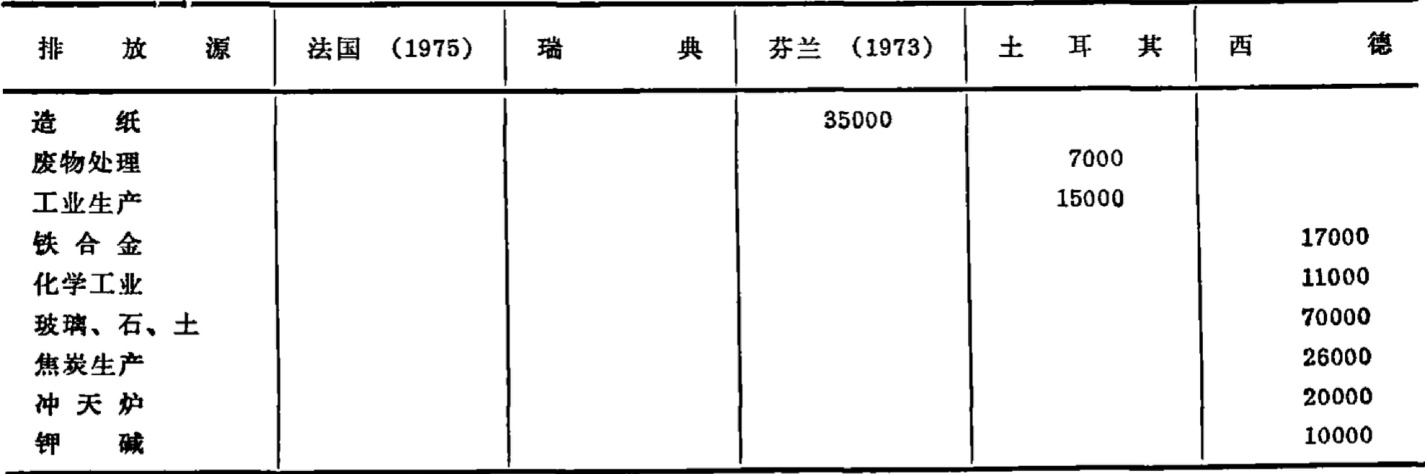 排放源 法国 (1975) 瑞典 芬兰 (1973) 土耳其 西德
造纸 35000
废物处理 7000
工业生产 15000
铁合金 17000
化学工业 11000
玻璃、石、土 70000
焦炭生产 26000
冲天炉 20000
钾碱 10000